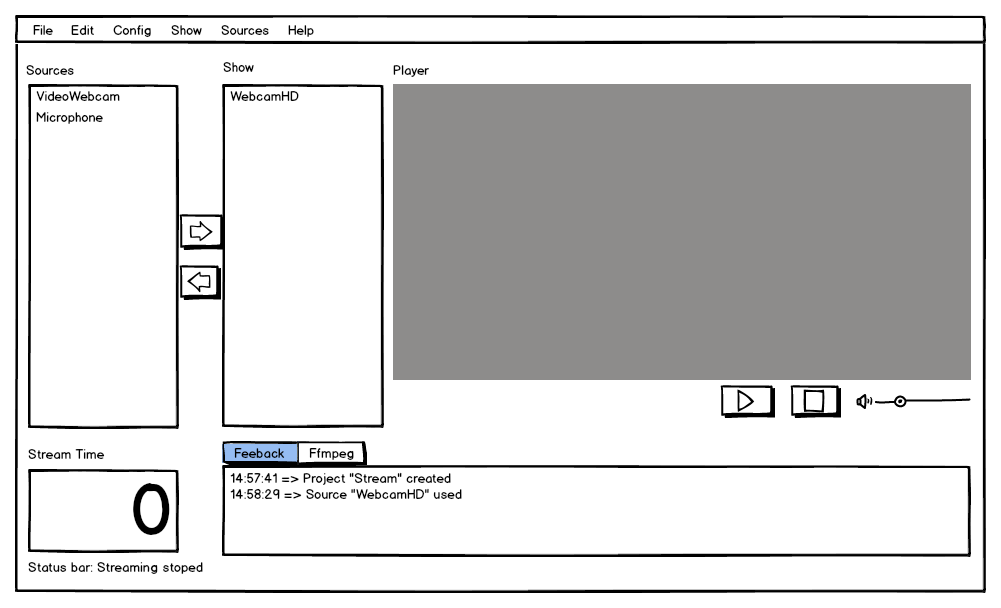 File Edit Config Show Sources Help
Sources
Show
Player
VideoWebcam
Microphone
WebcamHD
Stream Time
0
Feeback Ffmpeg
14:57:41 => Project "Stream" created
14:58:29 => Source "WebcamHD" used
Status bar: Streaming stoped